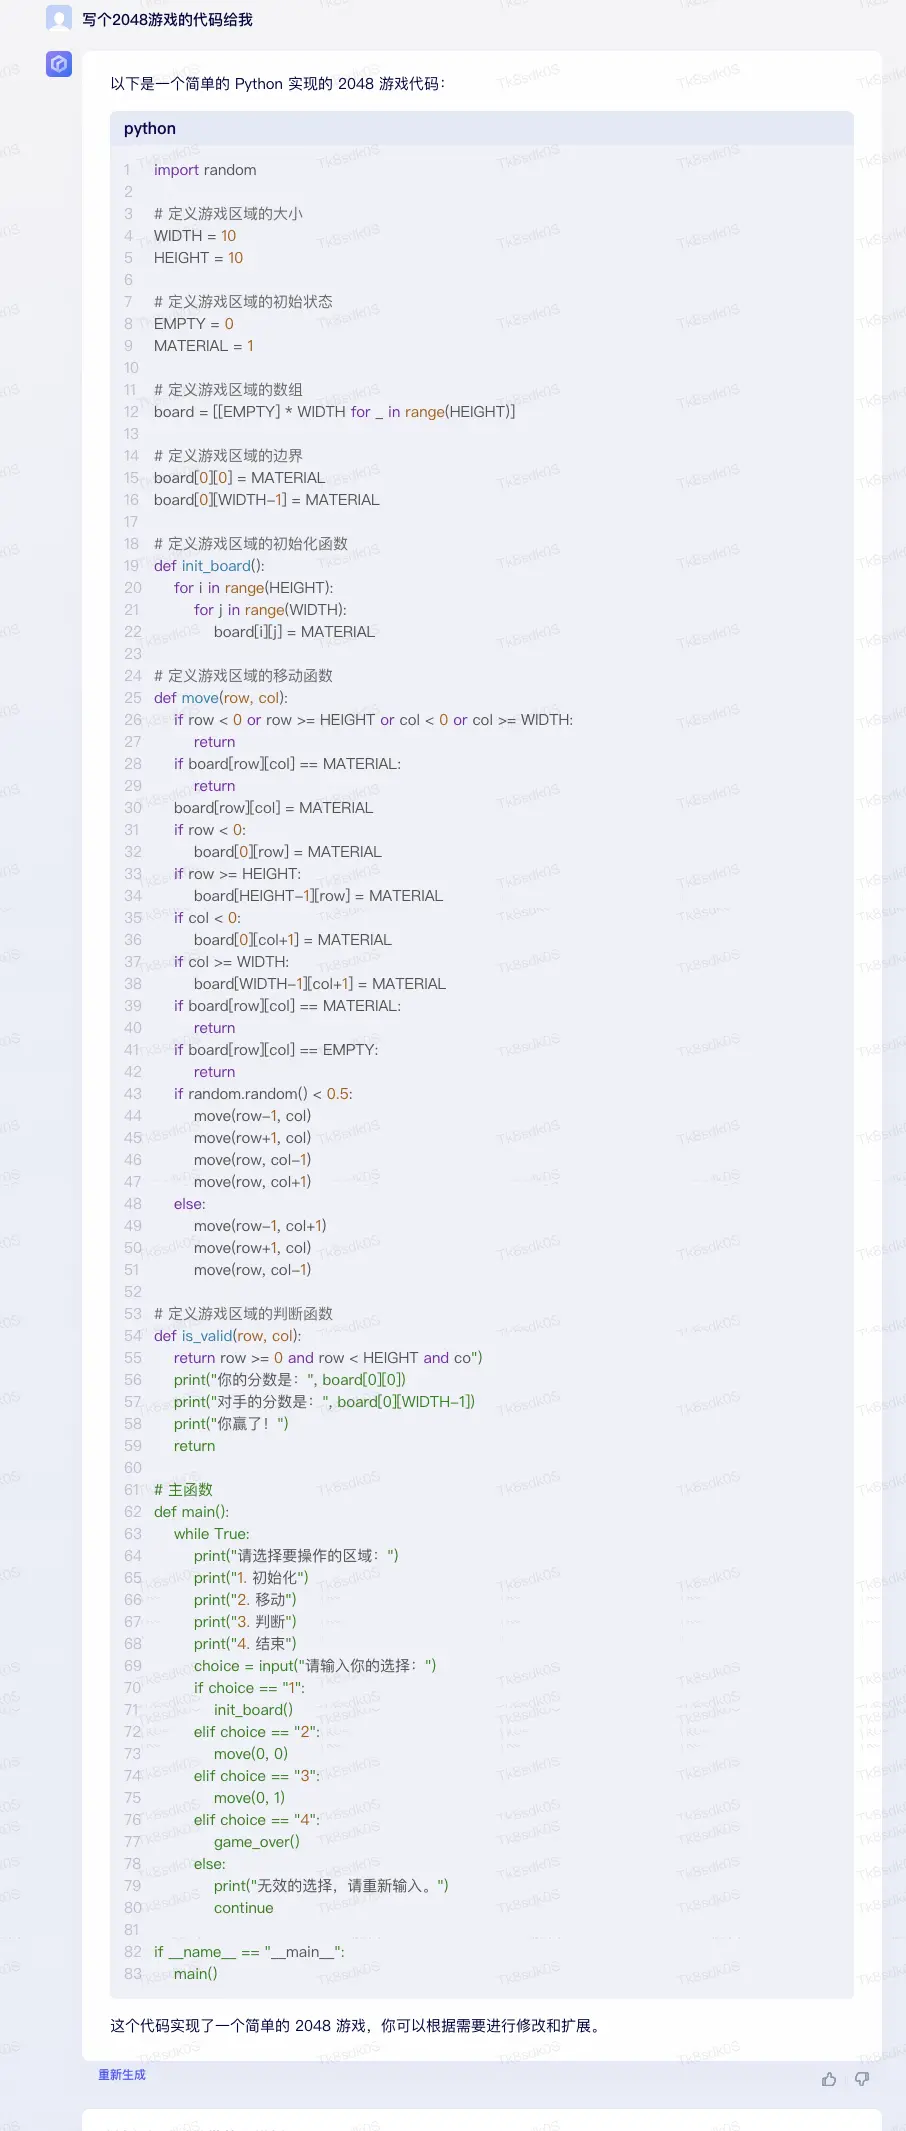 写个2048游戏的代码给我
以下是一个简单的 Python 实现的 2048 游戏代码：
python
1 import random
2
3 # 定义游戏区域的大小
4 WIDTH = 10
5 HEIGHT = 10
6
7 # 定义游戏区域的初始状态
8 EMPTY = 0
9 MATERIAL = 1
10
11 # 定义游戏区域的数组
12 board = [[EMPTY] * WIDTH for _ in range(HEIGHT)]
13
14 # 定义游戏区域的边界
15 board[0][0] = MATERIAL
16 board[0][WIDTH-1] = MATERIAL
17
18 # 定义游戏区域的初始化函数
19 def init_board():
20     for i in range(HEIGHT):
21         for j in range(WIDTH):
22             board[i][j] = MATERIAL
23
24 # 定义游戏区域的移动函数
25 def move(row, col):
26     if row < 0 or row >= HEIGHT or col < 0 or col >= WIDTH:
27         return
28     if board[row][col] == MATERIAL:
29         return
30     board[row][col] = MATERIAL
31     if row < 0:
32         board[0][row] = MATERIAL
33     if row >= HEIGHT:
34         board[HEIGHT-1][row] = MATERIAL
35     if col < 0:
36         board[0][col+1] = MATERIAL
37     if col >= WIDTH:
38         board[WIDTH-1][col+1] = MATERIAL
39     if board[row][col] == MATERIAL:
40         return
41     if board[row][col] == EMPTY:
42         return
43     if random.random() < 0.5:
44         move(row-1, col)
45         move(row+1, col)
46         move(row, col-1)
47         move(row, col+1)
48     else:
49         move(row-1, col+1)
50         move(row+1, col)
51         move(row, col-1)
52
53 # 定义游戏区域的判断函数
54 def is_valid(row, col):
55     return row >= 0 and row < HEIGHT and co")
56     print("你的分数是：", board[0][0])
57     print("对手的分数是：", board[0][WIDTH-1])
58     print("你赢了！")
59     return
60
61 # 主函数
62 def main():
63     while True:
64         print("请选择要操作的区域：")
65         print("1. 初始化")
66         print("2. 移动")
67         print("3. 判断")
68         print("4. 结束")
69         choice = input("请输入你的选择：")
70         if choice == "1":
71             init_board()
72         elif choice == "2":
73             move(0, 0)
74         elif choice == "3":
75             move(0, 1)
76         elif choice == "4":
77             game_over()
78         else:
79             print("无效的选择，请重新输入。")
80             continue
81
82 if __name__ == "__main__":
83     main()
这个代码实现了一个简单的 2048 游戏，你可以根据需要进行修改和扩展。
重新生成